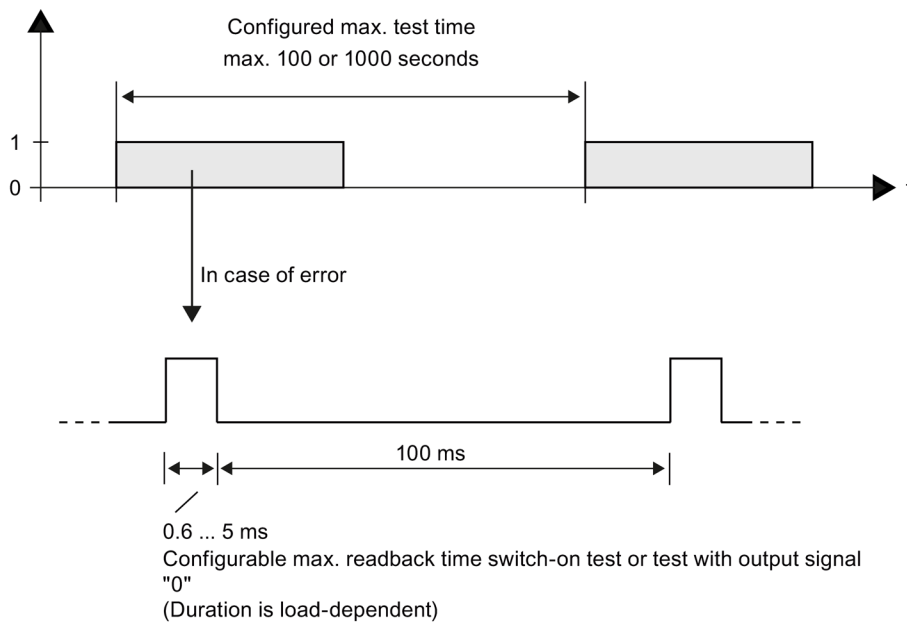 Configured max. test time
max. 100 or 1000 seconds
1
0
In case of error
100 ms
0.6 ... 5 ms
Configurable max. readback time switch-on test or test with output signal
"0"
(Duration is load-dependent)